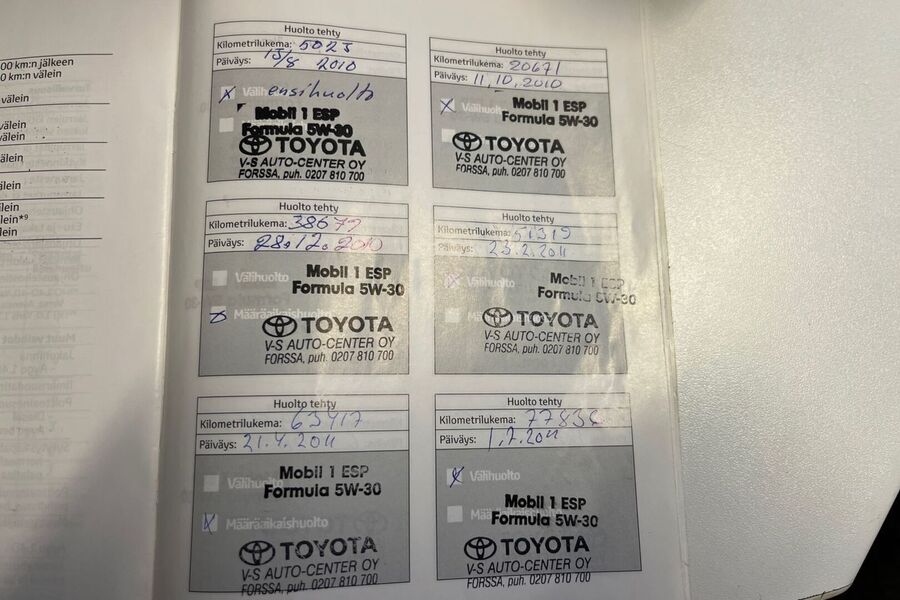 00 km:n jälkeen
0 km:n välein
välein
välein
välein
älein
älein
ilein
lein*9
lein
Huolto tehty
Kilometrilukema: 5025
Päiväys: 13/8 2010
Väli ensihuolto
Mobil 1 ESP
Formula 5W-30
TOYOTA
V-S AUTO-CENTER OY
FORSSA, puh. 0207 810 700
Huolto tehty
Kilometrilukema: 20671
Päiväys: 11.10.2010
Välihuolto
Mobil 1 ESP
Formula 5W-30
TOYOTA
V-S AUTO-CENTER OY
FORSSA, puh. 0207 810 700
Huolto tehty
Kilometrilukema: 38677
Päiväys: 28.12.2010
Välihuolto
Mobil 1 ESP
Formula 5W-30
Määräaikaishuolto
TOYOTA
V-S AUTO-CENTER OY
FORSSA, puh. 0207 810 700
Huolto tehty
Kilometrilukema: 51319
Päiväys: 23.2.2011
Välihuolto
Mobil 1 ESP
Formula 5W-30
TOYOTA
V-S AUTO-CENTER OY
FORSSA, puh. 0207 810 700
Huolto tehty
Kilometrilukema: 63417
Päiväys: 21.4.2011
Välihuolto
Mobil 1 ESP
Formula 5W-30
Määräaikaishuolto
TOYOTA
V-S AUTO-CENTER OY
FORSSA, puh. 0207 810 700
Huolto tehty
Kilometrilukema: 77836
Päiväys: 1.7.2011
Välihuolto
Mobil 1 ESP
Formula 5W-30
TOYOTA
V-S AUTO-CENTER OY
FORSSA, puh. 0207 810 700